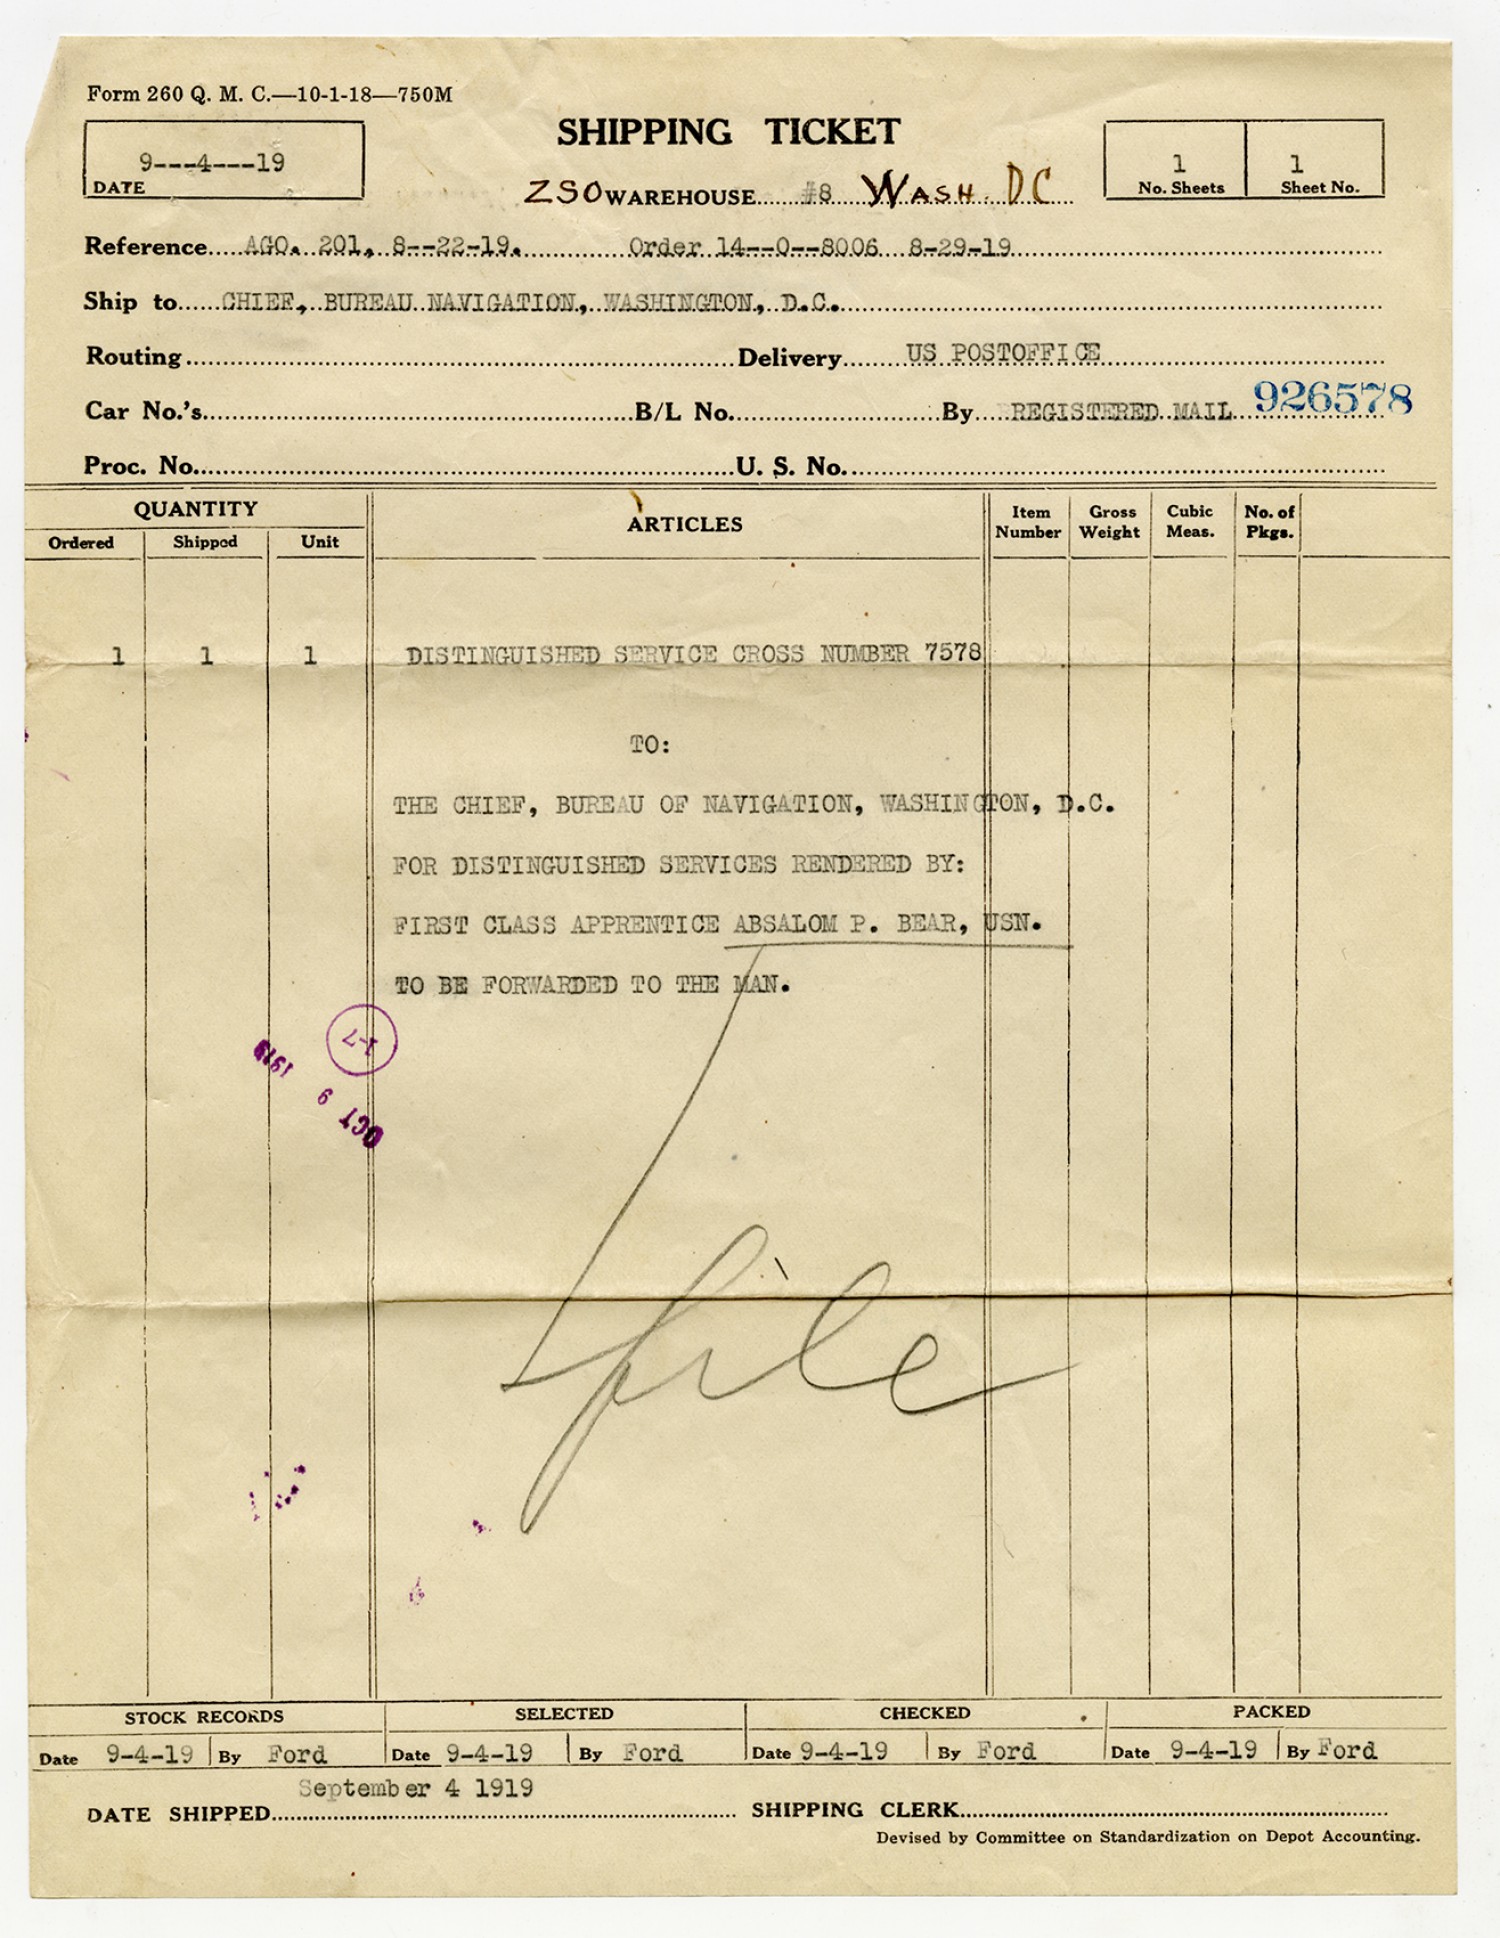 Form 260 Q. M. C.—10-1-18—750M
SHIPPING TICKET
9---4---19
DATE
1 1
No. Sheets Sheet No.
ZSO WAREHOUSE #8 WASH. DC
Reference AGO. 201, 8--22-19. Order 14--0--8006 8-29-19
Ship to CHIEF, BUREAU NAVIGATION, WASHINGTON, D.C.
Routing Delivery US POSTOFFICE
Car No.'s B/L No. By REGISTERED MAIL 926578
Proc. No. U. S. No.
QUANTITY ARTICLES Item Number Gross Weight Cubic Meas. No. of Pkgs.
Ordered Shipped Unit
1 1 1 DISTINGUISHED SERVICE CROSS NUMBER 7578
TO:
THE CHIEF, BUREAU OF NAVIGATION, WASHINGTON, D.C.
FOR DISTINGUISHED SERVICES RENDERED BY:
FIRST CLASS APPRENTICE ABSALOM P. BEAR, USN.
TO BE FORWARDED TO THE MAN.
1-7
OCT 9 1919
file
STOCK RECORDS SELECTED CHECKED PACKED
Date 9-4-19 By Ford Date 9-4-19 By Ford Date 9-4-19 By Ford Date 9-4-19 By Ford
September 4 1919
DATE SHIPPED SHIPPING CLERK
Devised by Committee on Standardization on Depot Accounting.